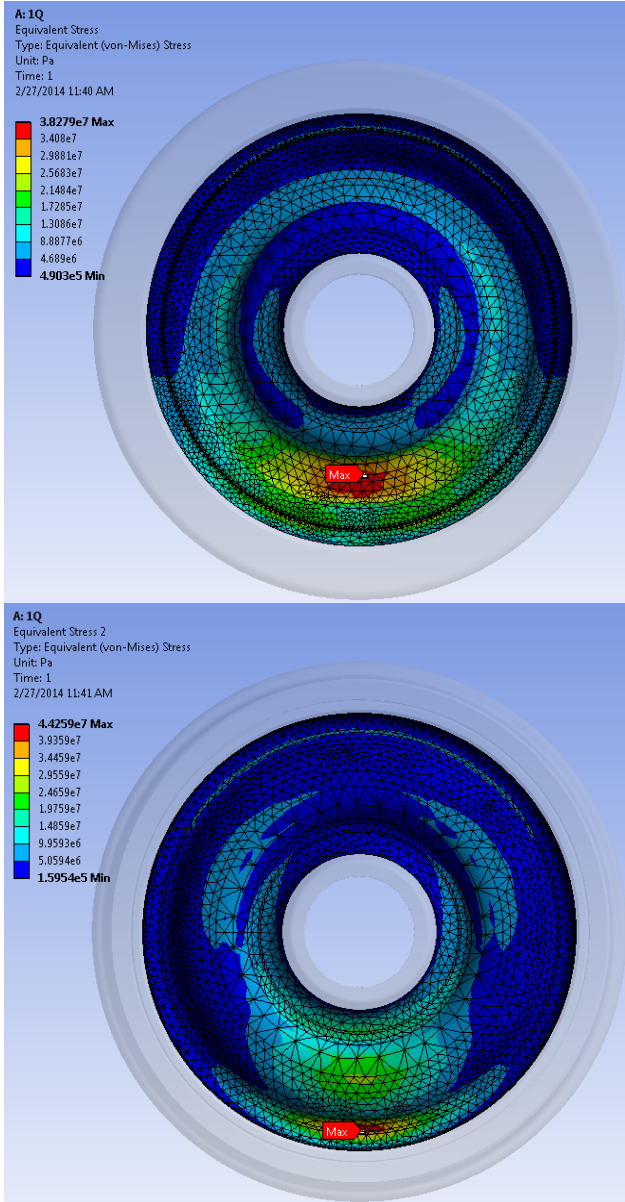 A: 1Q
Equivalent Stress
Type: Equivalent (von-Mises) Stress
Unit: Pa
Time: 1
2/27/2014 11:40 AM
3.8279e7 Max
3.408e7
2.9881e7
2.5683e7
2.1484e7
1.7285e7
1.3086e7
8.8877e6
4.689e6
4.903e5 Min
Max
A: 1Q
Equivalent Stress 2
Type: Equivalent (von-Mises) Stress
Unit: Pa
Time: 1
2/27/2014 11:41 AM
4.4259e7 Max
3.9359e7
3.4459e7
2.9559e7
2.4659e7
1.9759e7
1.4859e7
9.9593e6
5.0594e6
1.5954e5 Min
Max